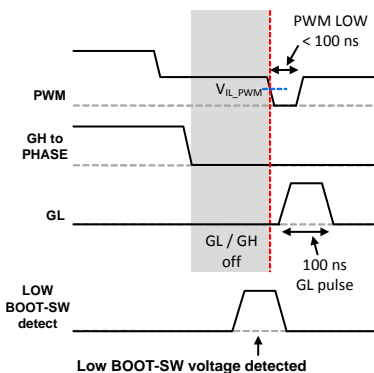 PWM LOW
< 100 ns
V_IL_PWM
PWM
GH to
PHASE
GL
GL / GH
off
100 ns
GL pulse
LOW
BOOT-SW
detect
Low BOOT-SW voltage detected